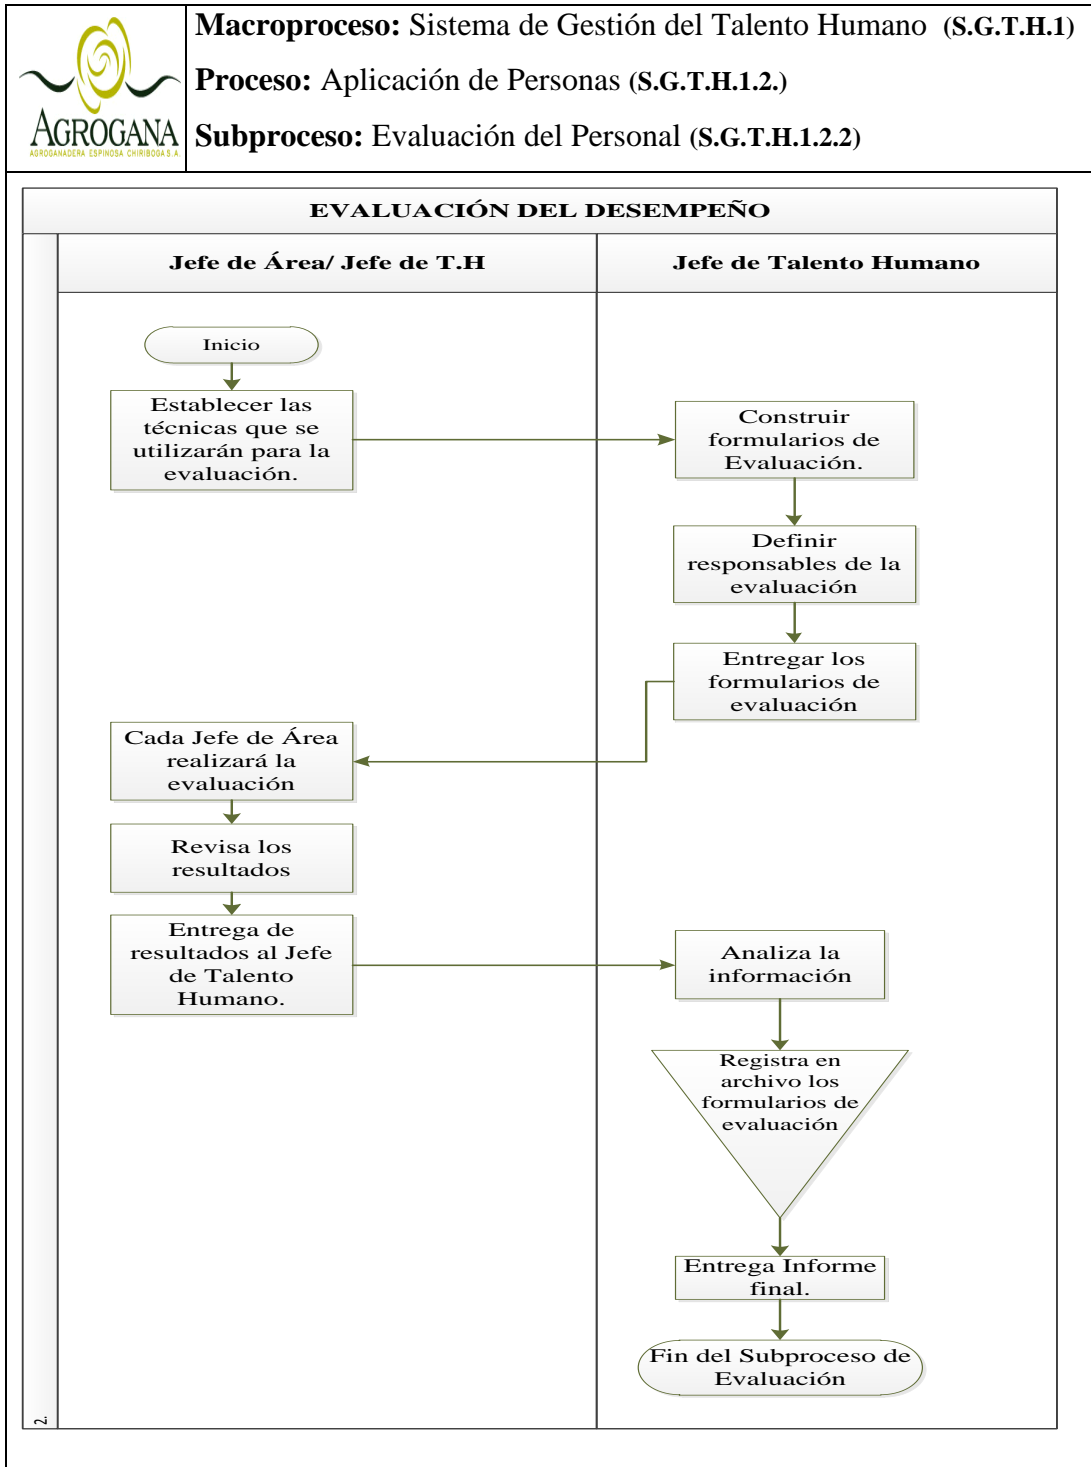 Macroproceso: Sistema de Gestión del Talento Humano (S.G.T.H.1)
Proceso: Aplicación de Personas (S.G.T.H.1.2.)
Subproceso: Evaluación del Personal (S.G.T.H.1.2.2)
AGROGANA
AGROGANADERA ESPINOSA CHIRIBOGA S.A.
EVALUACIÓN DEL DESEMPEÑO
Jefe de Área/ Jefe de T.H
Jefe de Talento Humano
Inicio
Establecer las
técnicas que se
utilizarán para la
evaluación.
Construir
formularios de
Evaluación.
Definir
responsables de la
evaluación
Entregar los
formularios de
evaluación
Cada Jefe de Área
realizará la
evaluación
Revisa los
resultados
Entrega de
resultados al Jefe
de Talento
Humano.
Analiza la
información
Registra en
archivo los
formularios de
evaluación
Entrega Informe
final.
Fin del Subproceso de
Evaluación
2.